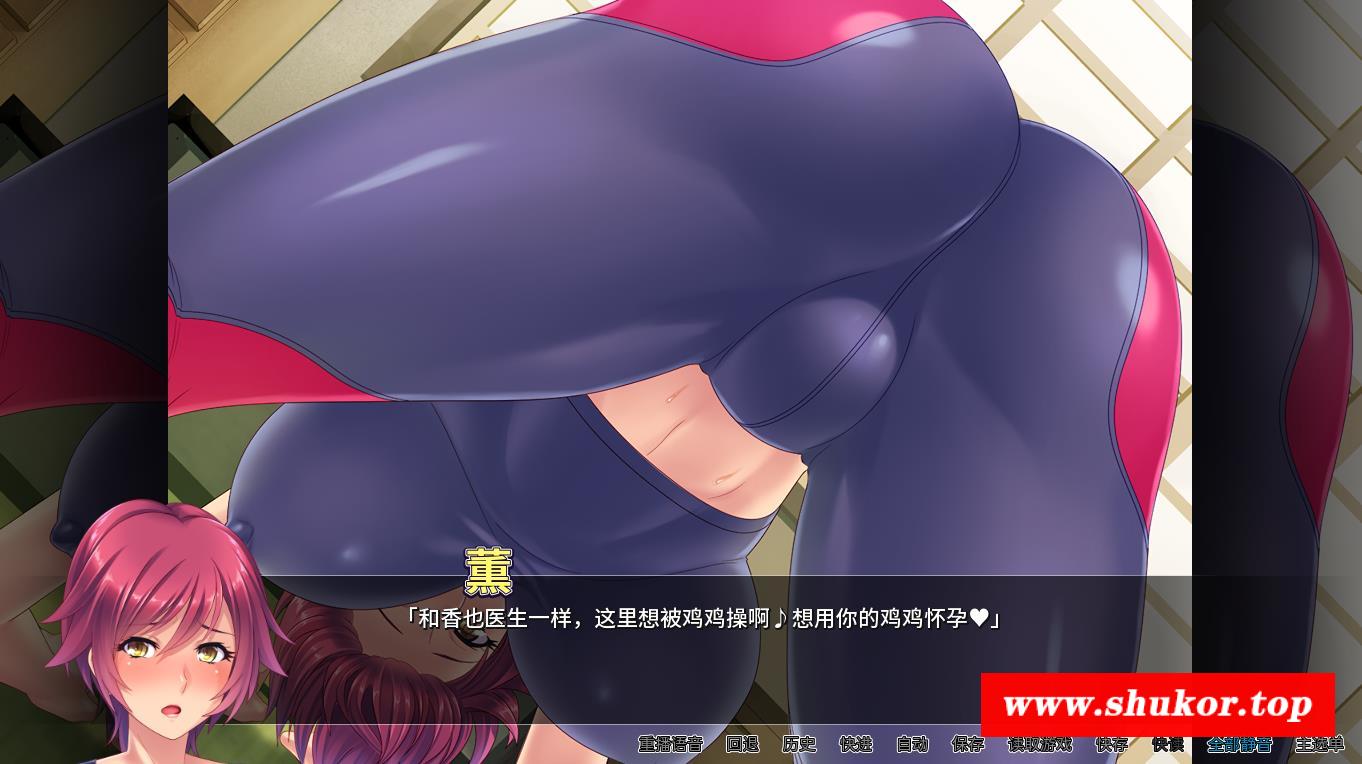 薫
「和香也医生一样，这里想被鸡鸡操啊♪想用你的鸡鸡怀孕♥」
www.shukor.top
重播语音 回退 历史 快进 自动 保存 读取游戏 快存 快读 全部静音 主选单